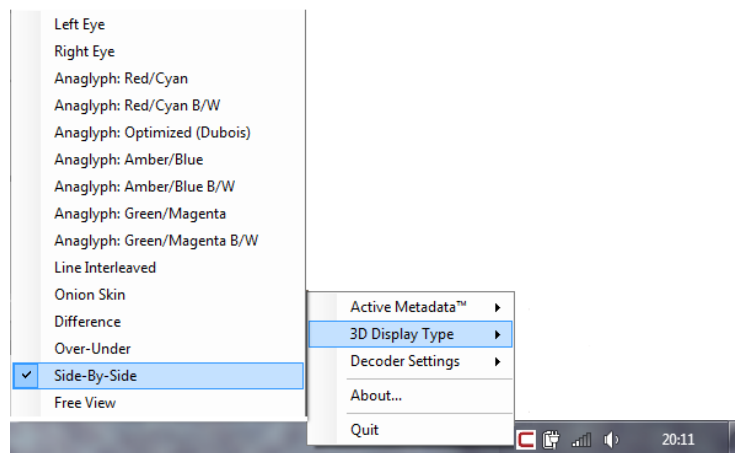 Left Eye
Right Eye
Anaglyph: Red/Cyan
Anaglyph: Red/Cyan B/W
Anaglyph: Optimized (Dubois)
Anaglyph: Amber/Blue
Anaglyph: Amber/Blue B/W
Anaglyph: Green/Magenta
Anaglyph: Green/Magenta B/W
Line Interleaved
Onion Skin
Difference
Over-Under
Side-By-Side
Free View
Active Metadata™
3D Display Type
Decoder Settings
About...
Quit
20:11